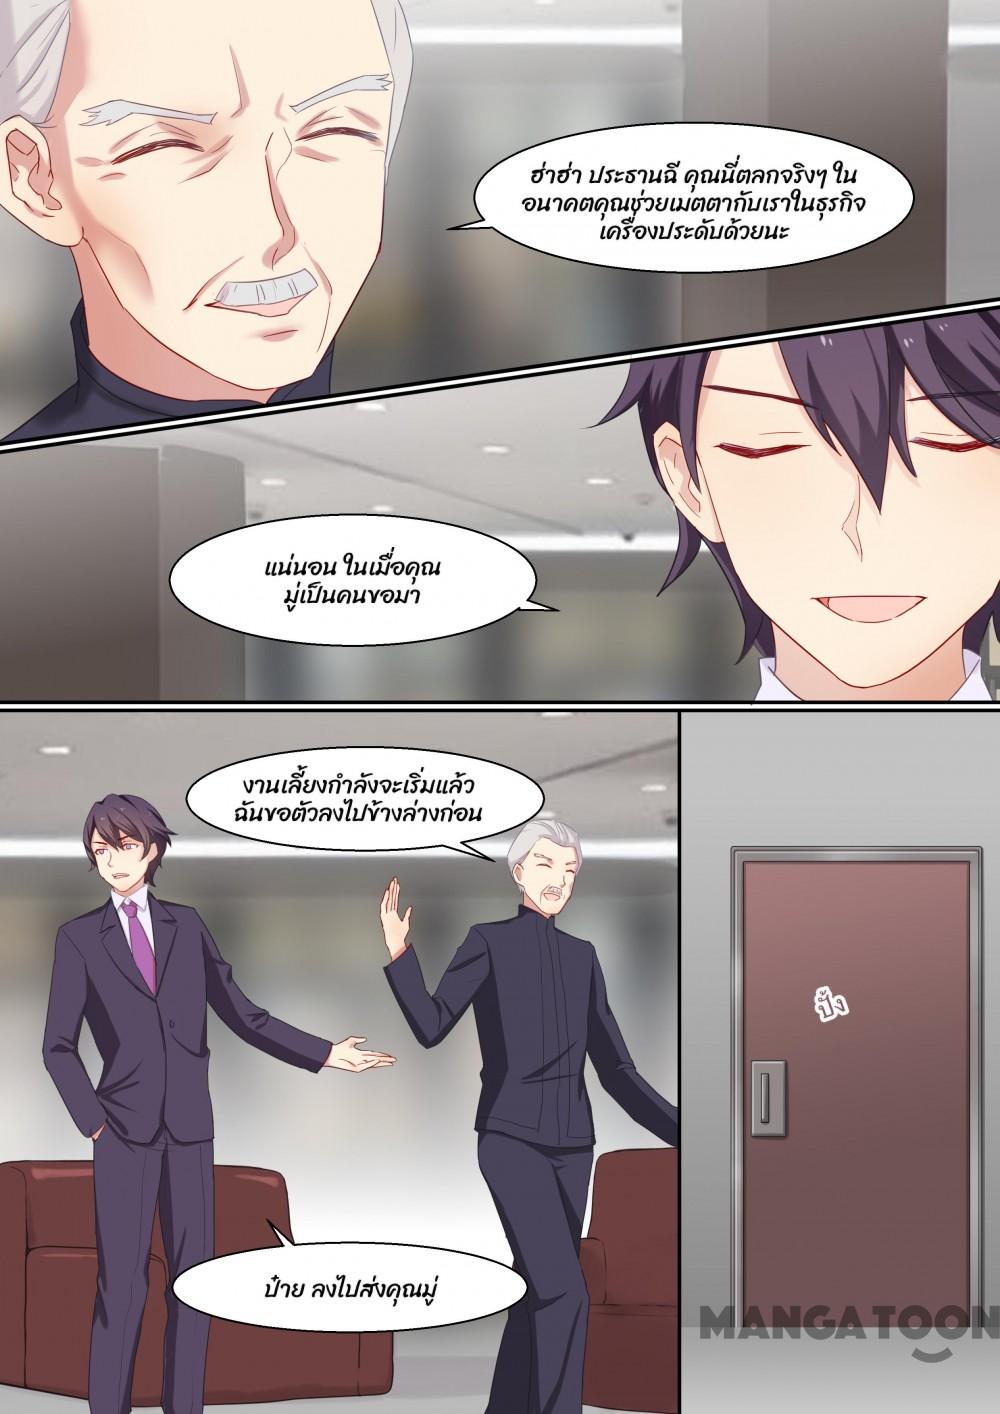 ฮ่าฮ่า ประธานฉี คุณนี่ตลกจริงๆ ใน
อนาคตคุณช่วยเมตตากับเราในธุรกิจ
เครื่องประดับด้วยนะ
แน่นอน ในเมื่อคุณ
มู่เป็นคนขอมา
งานเลี้ยงกำลังจะเริ่มแล้ว
ฉันขอตัวลงไปข้างล่างก่อน
ปั้ง
ป๋าย ลงไปส่งคุณมู่
MANGATOON